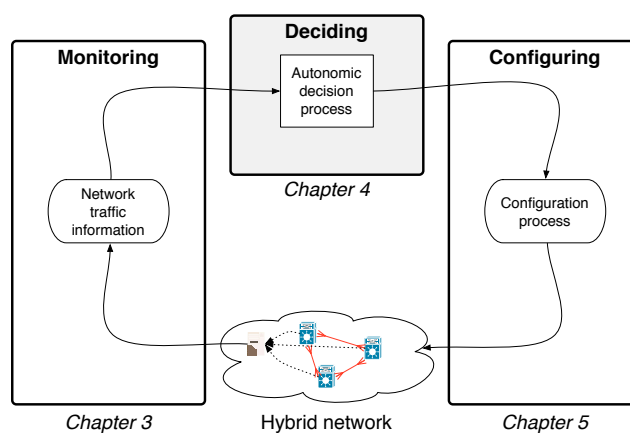 Deciding
Monitoring
Configuring
Autonomic
decision
process
Chapter 4
Network
traffic
information
Configuration
process
Chapter 3
Hybrid network
Chapter 5